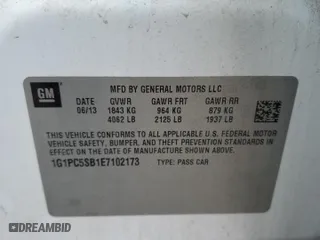 GM
MFD BY GENERAL MOTORS LLC
DATE GVWR GAWR FRT GAWR RR
06/13 1843 KG 964 KG 879 KG
4062 LB 2125 LB 1937 LB
THIS VEHICLE CONFORMS TO ALL APPLICABLE U.S. FEDERAL MOTOR
VEHICLE SAFETY, BUMPER, AND THEFT PREVENTION STANDARDS
IN EFFECT ON THE DATE OF MANUFACTURE SHOWN ABOVE.
1G1PC5SB1E7102173 TYPE: PASS CAR
AUTOHELPERBOT.COM